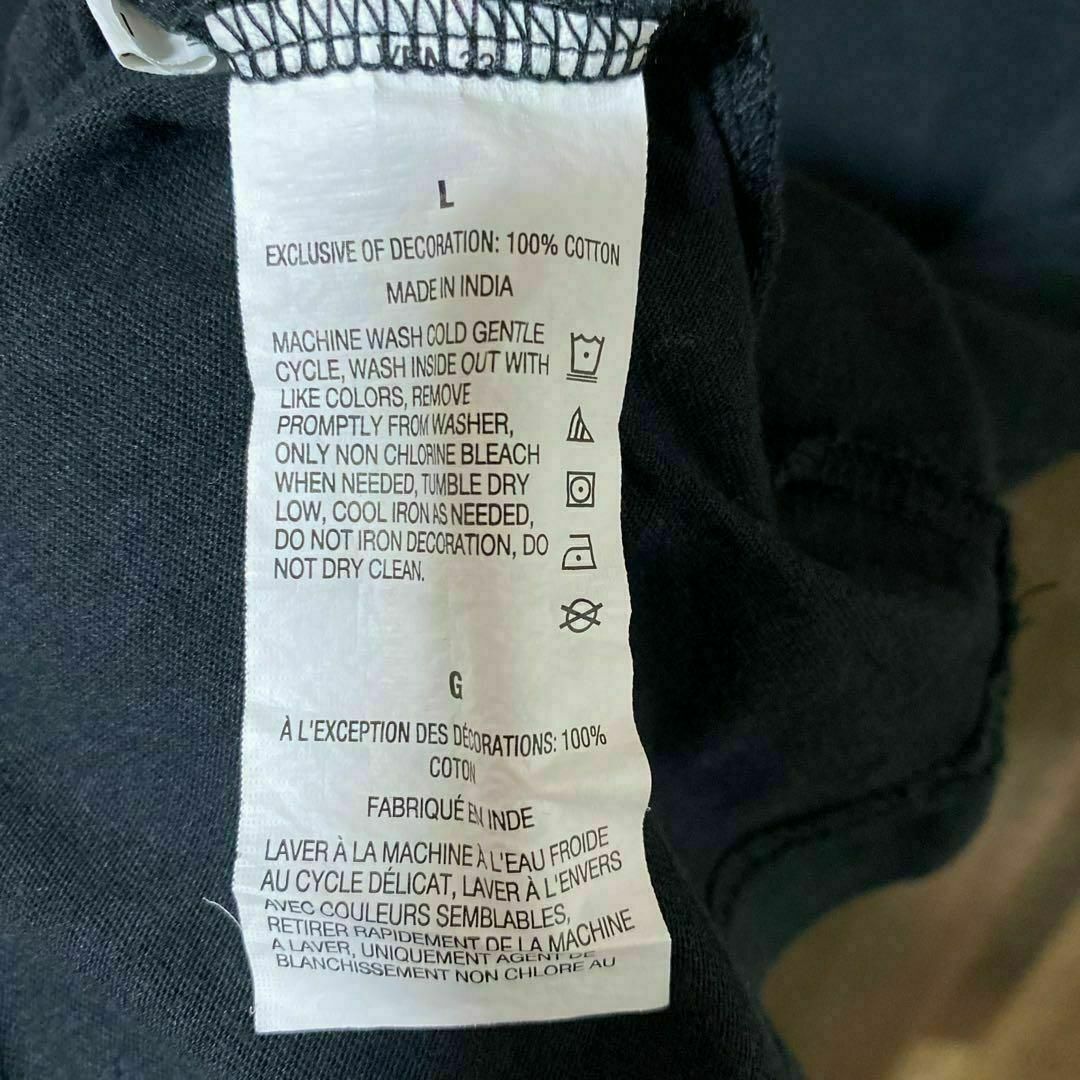 L
EXCLUSIVE OF DECORATION: 100% COTTON
MADE IN INDIA
MACHINE WASH COLD GENTLE
CYCLE, WASH INSIDE OUT WITH
LIKE COLORS, REMOVE
PROMPTLY FROM WASHER,
ONLY NON CHLORINE BLEACH
WHEN NEEDED, TUMBLE DRY
LOW, COOL IRON AS NEEDED,
DO NOT IRON DECORATION, DO
NOT DRY CLEAN.
G
À L'EXCEPTION DES DÉCORATIONS: 100%
COTON
FABRIQUÉ EN INDE
LAVER À LA MACHINE À L'EAU FROIDE
AU CYCLE DÉLICAT, LAVER À L'ENVERS
AVEC COULEURS SEMBLABLES,
RETIRER RAPIDEMENT DE LA MACHINE
A LAVER, UNIQUEMENT AGENT DE
BLANCHISSEMENT NON CHLORE AU